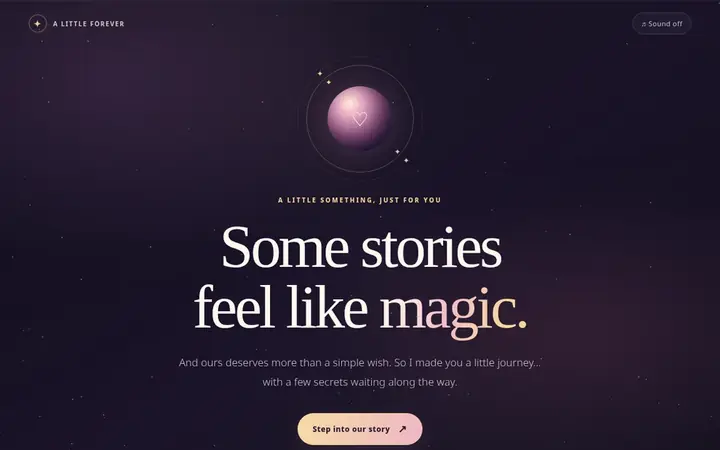 A LITTLE FOREVER
♫ Sound off
A LITTLE SOMETHING, JUST FOR YOU
Some stories
feel like magic.
And ours deserves more than a simple wish. So I made you a little journey...
with a few secrets waiting along the way.
Step into our story ↗